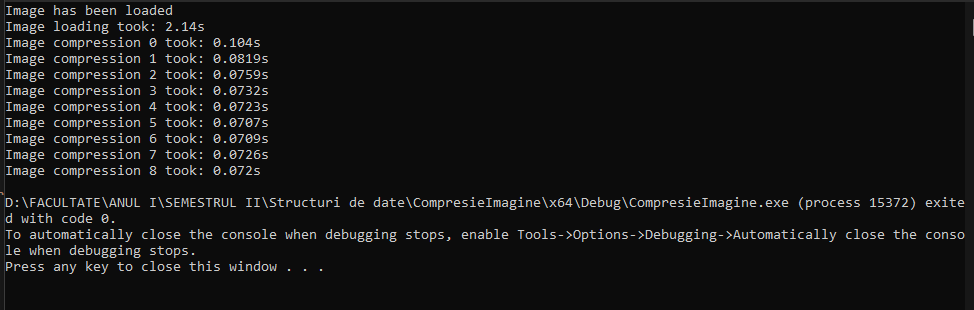 Image has been loaded
Image loading took: 2.14s
Image compression 0 took: 0.104s
Image compression 1 took: 0.0819s
Image compression 2 took: 0.0759s
Image compression 3 took: 0.0732s
Image compression 4 took: 0.0723s
Image compression 5 took: 0.0707s
Image compression 6 took: 0.0709s
Image compression 7 took: 0.0726s
Image compression 8 took: 0.072s
D:\FACULTATE\ANUL I\SEMESTRUL II\Structuri de date\CompresieImagine\x64\Debug\CompresieImagine.exe (process 15372) exite
d with code 0.
To automatically close the console when debugging stops, enable Tools->Options->Debugging->Automatically close the conso
le when debugging stops.
Press any key to close this window . . .